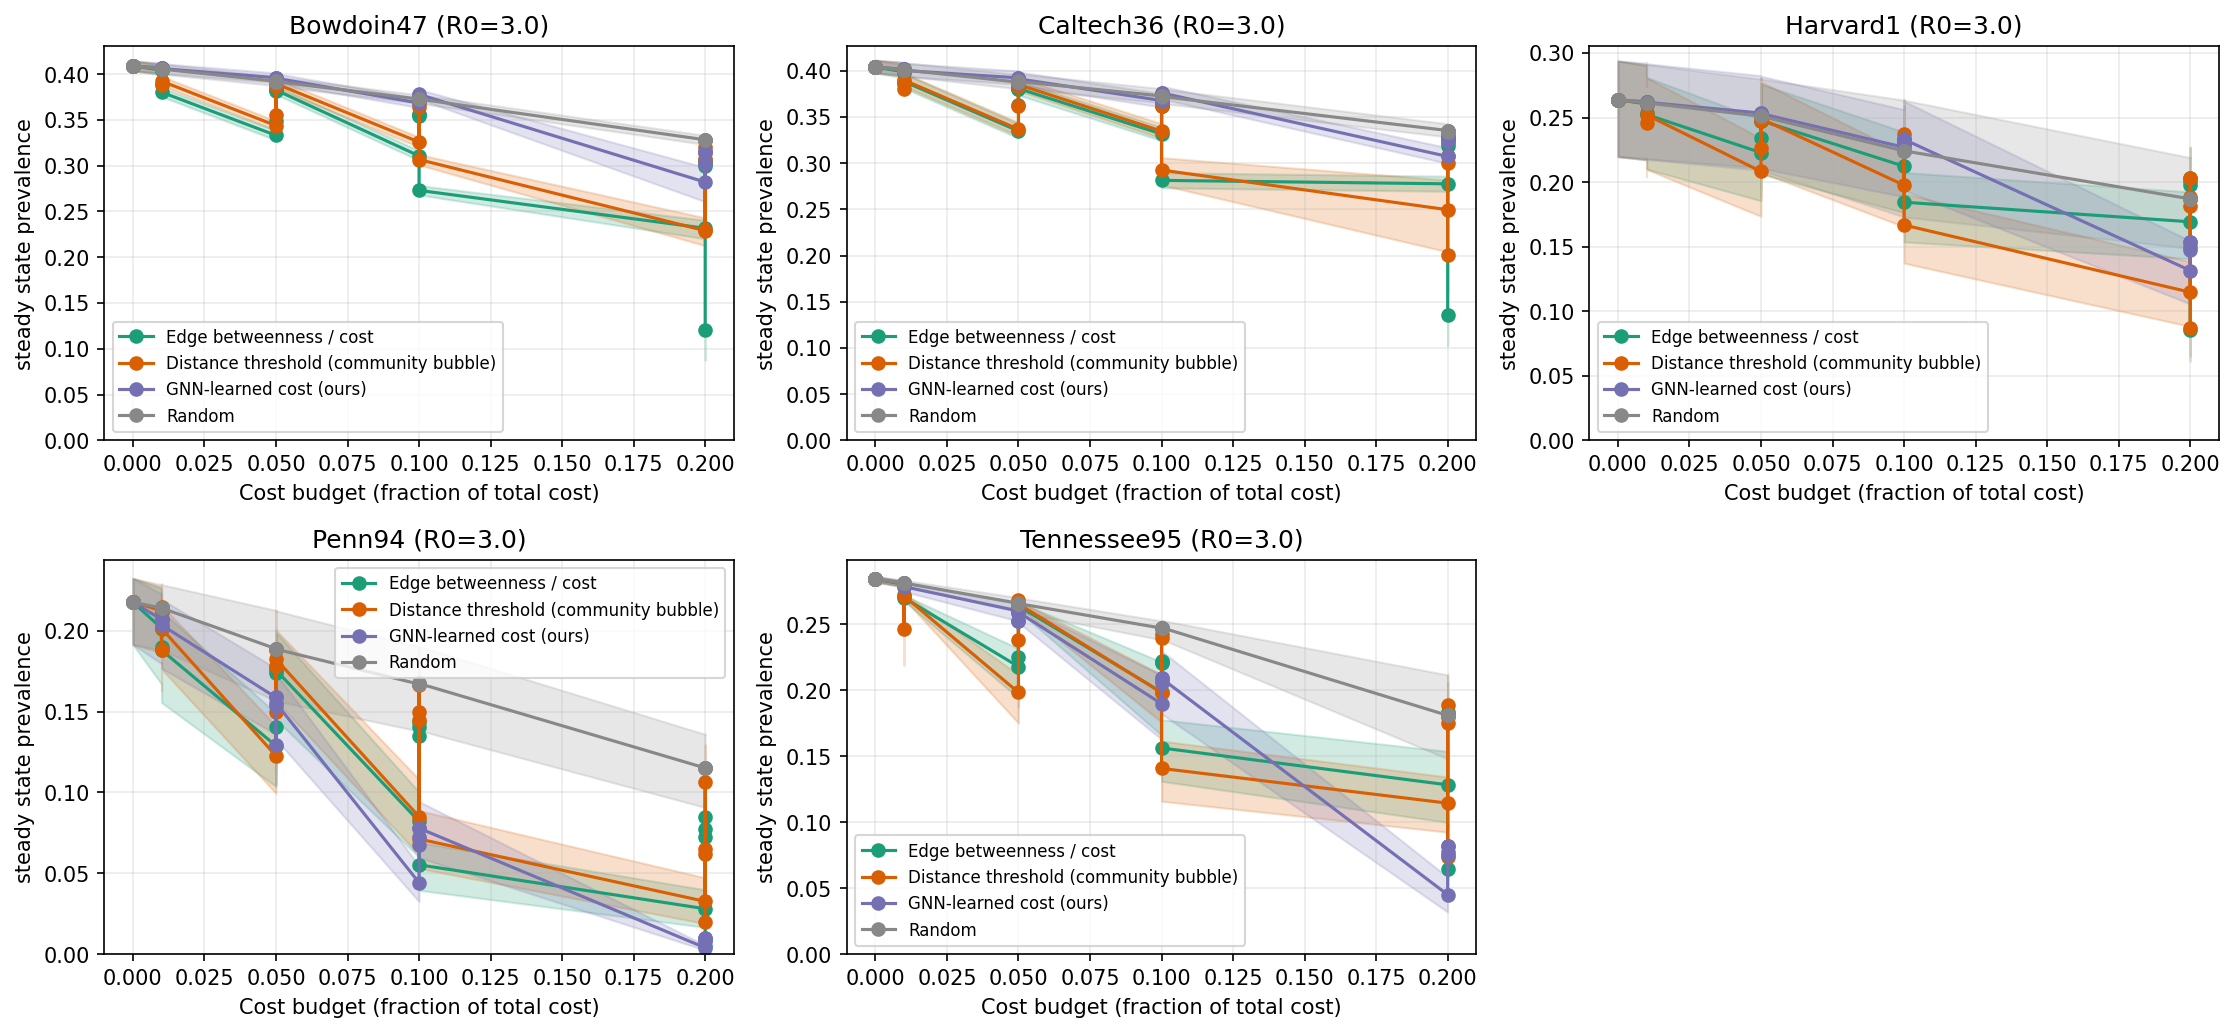 Bowdoin47 (R0=3.0)
steady state prevalence
0.40
0.35
0.30
0.25
0.20
0.15
0.10
0.05
0.00
Edge betweenness / cost
Distance threshold (community bubble)
GNN-learned cost (ours)
Random
0.000 0.025 0.050 0.075 0.100 0.125 0.150 0.175 0.200
Cost budget (fraction of total cost)
Caltech36 (R0=3.0)
steady state prevalence
0.40
0.35
0.30
0.25
0.20
0.15
0.10
0.05
0.00
Edge betweenness / cost
Distance threshold (community bubble)
GNN-learned cost (ours)
Random
0.000 0.025 0.050 0.075 0.100 0.125 0.150 0.175 0.200
Cost budget (fraction of total cost)
Harvard1 (R0=3.0)
steady state prevalence
0.30
0.25
0.20
0.15
0.10
0.05
0.00
Edge betweenness / cost
Distance threshold (community bubble)
GNN-learned cost (ours)
Random
0.000 0.025 0.050 0.075 0.100 0.125 0.150 0.175 0.200
Cost budget (fraction of total cost)
Penn94 (R0=3.0)
steady state prevalence
0.20
0.15
0.10
0.05
0.00
Edge betweenness / cost
Distance threshold (community bubble)
GNN-learned cost (ours)
Random
0.000 0.025 0.050 0.075 0.100 0.125 0.150 0.175 0.200
Cost budget (fraction of total cost)
Tennessee95 (R0=3.0)
steady state prevalence
0.25
0.20
0.15
0.10
0.05
0.00
Edge betweenness / cost
Distance threshold (community bubble)
GNN-learned cost (ours)
Random
0.000 0.025 0.050 0.075 0.100 0.125 0.150 0.175 0.200
Cost budget (fraction of total cost)